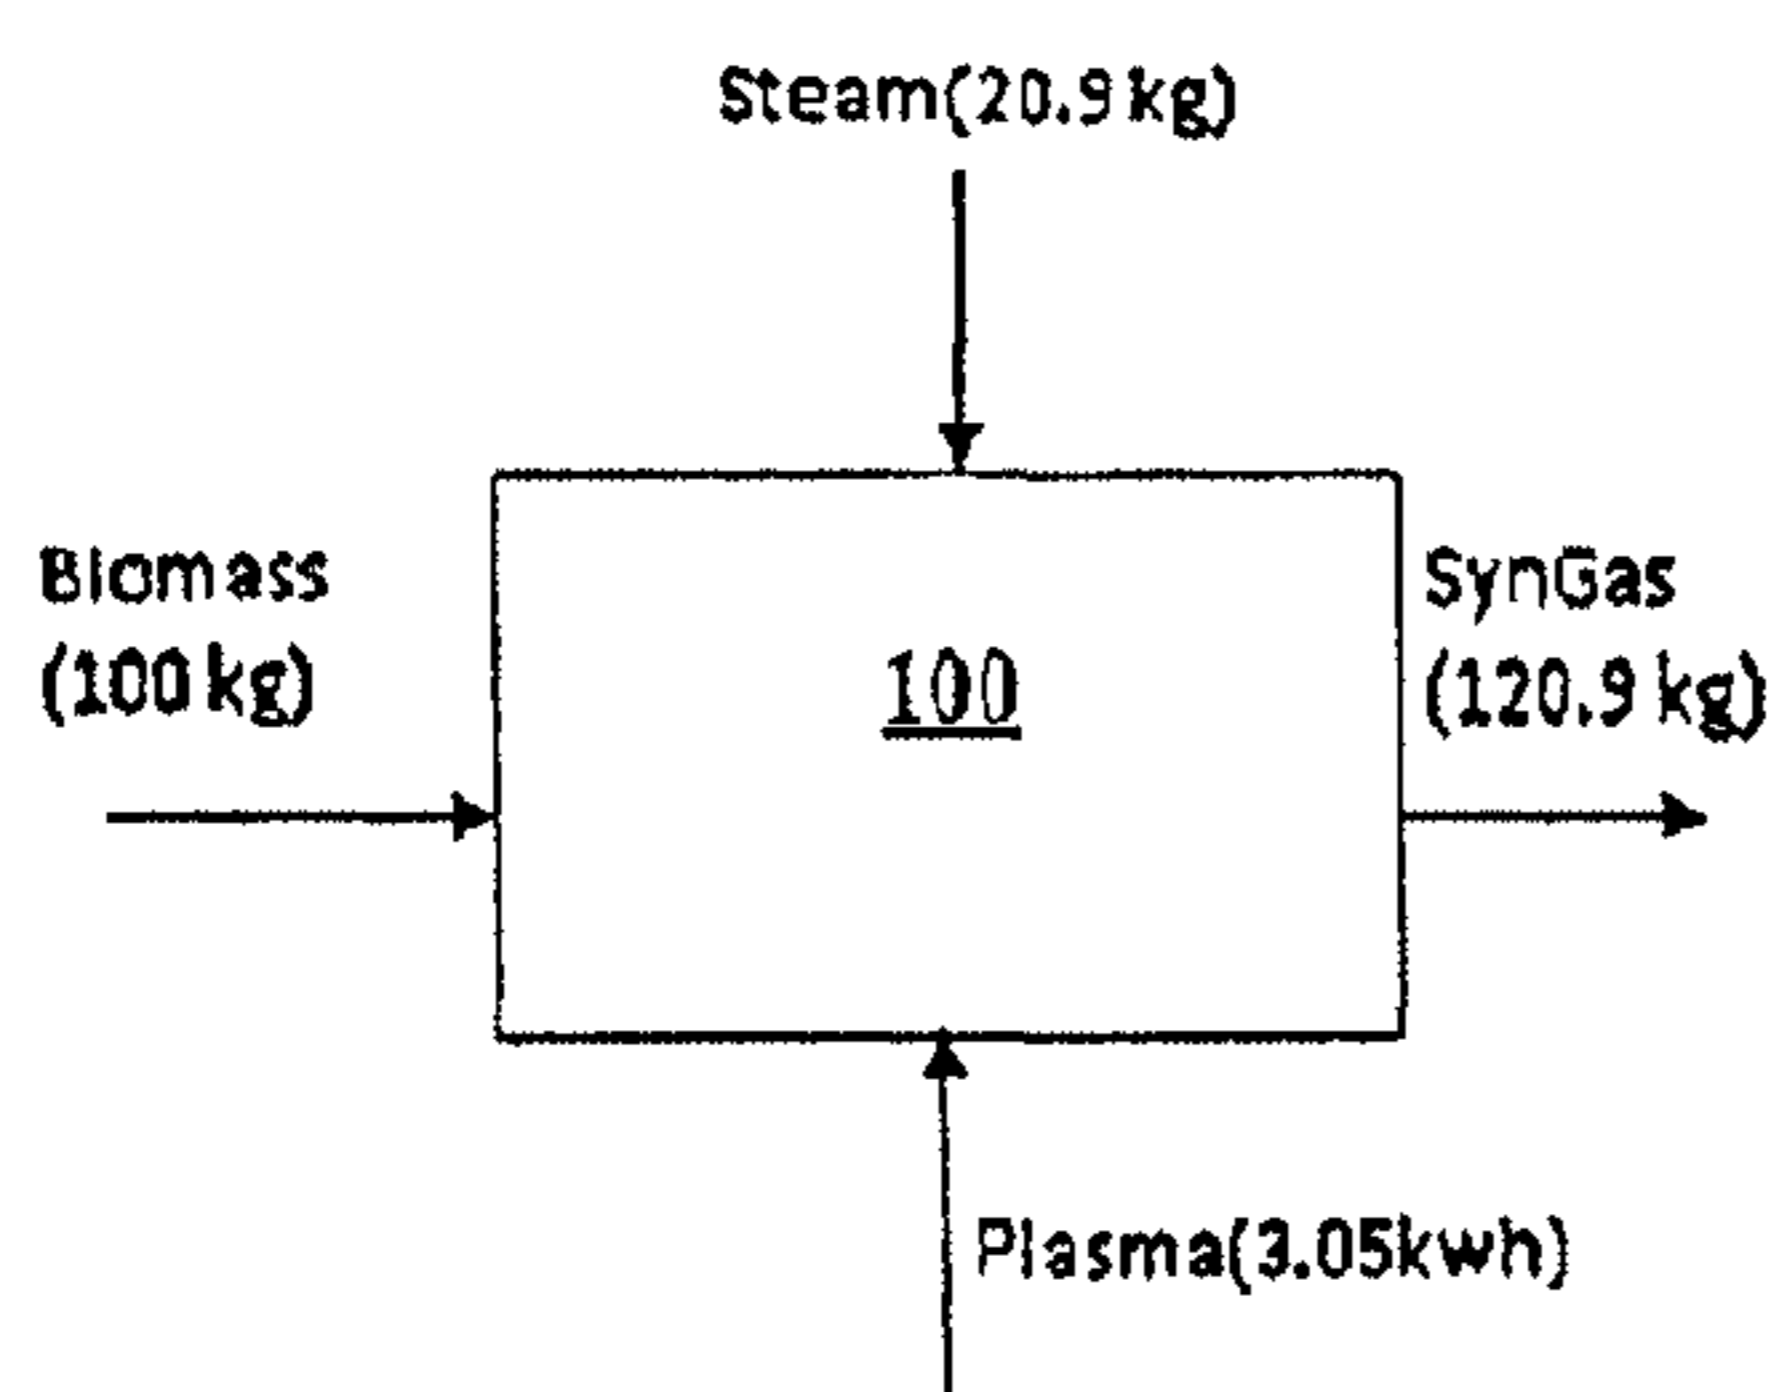 Steam(20.9 kg)
Biomass
(100 kg)
100
SynGas
(120.9 kg)
Plasma(3.05kwh)